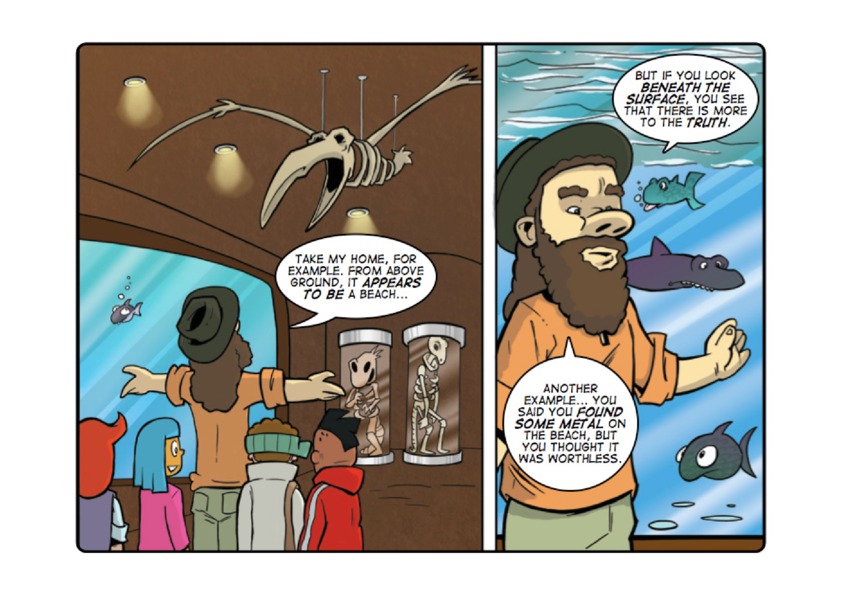 TAKE MY HOME, FOR
EXAMPLE. FROM ABOVE
GROUND, IT APPEARS
TO BE A BEACH...
BUT IF YOU LOOK
BENEATH THE
SURFACE, YOU SEE
THAT THERE IS MORE
TO THE TRUTH.
ANOTHER
EXAMPLE... YOU
SAID YOU FOUND
SOME METAL ON
THE BEACH, BUT
YOU THOUGHT IT
WAS WORTHLESS.